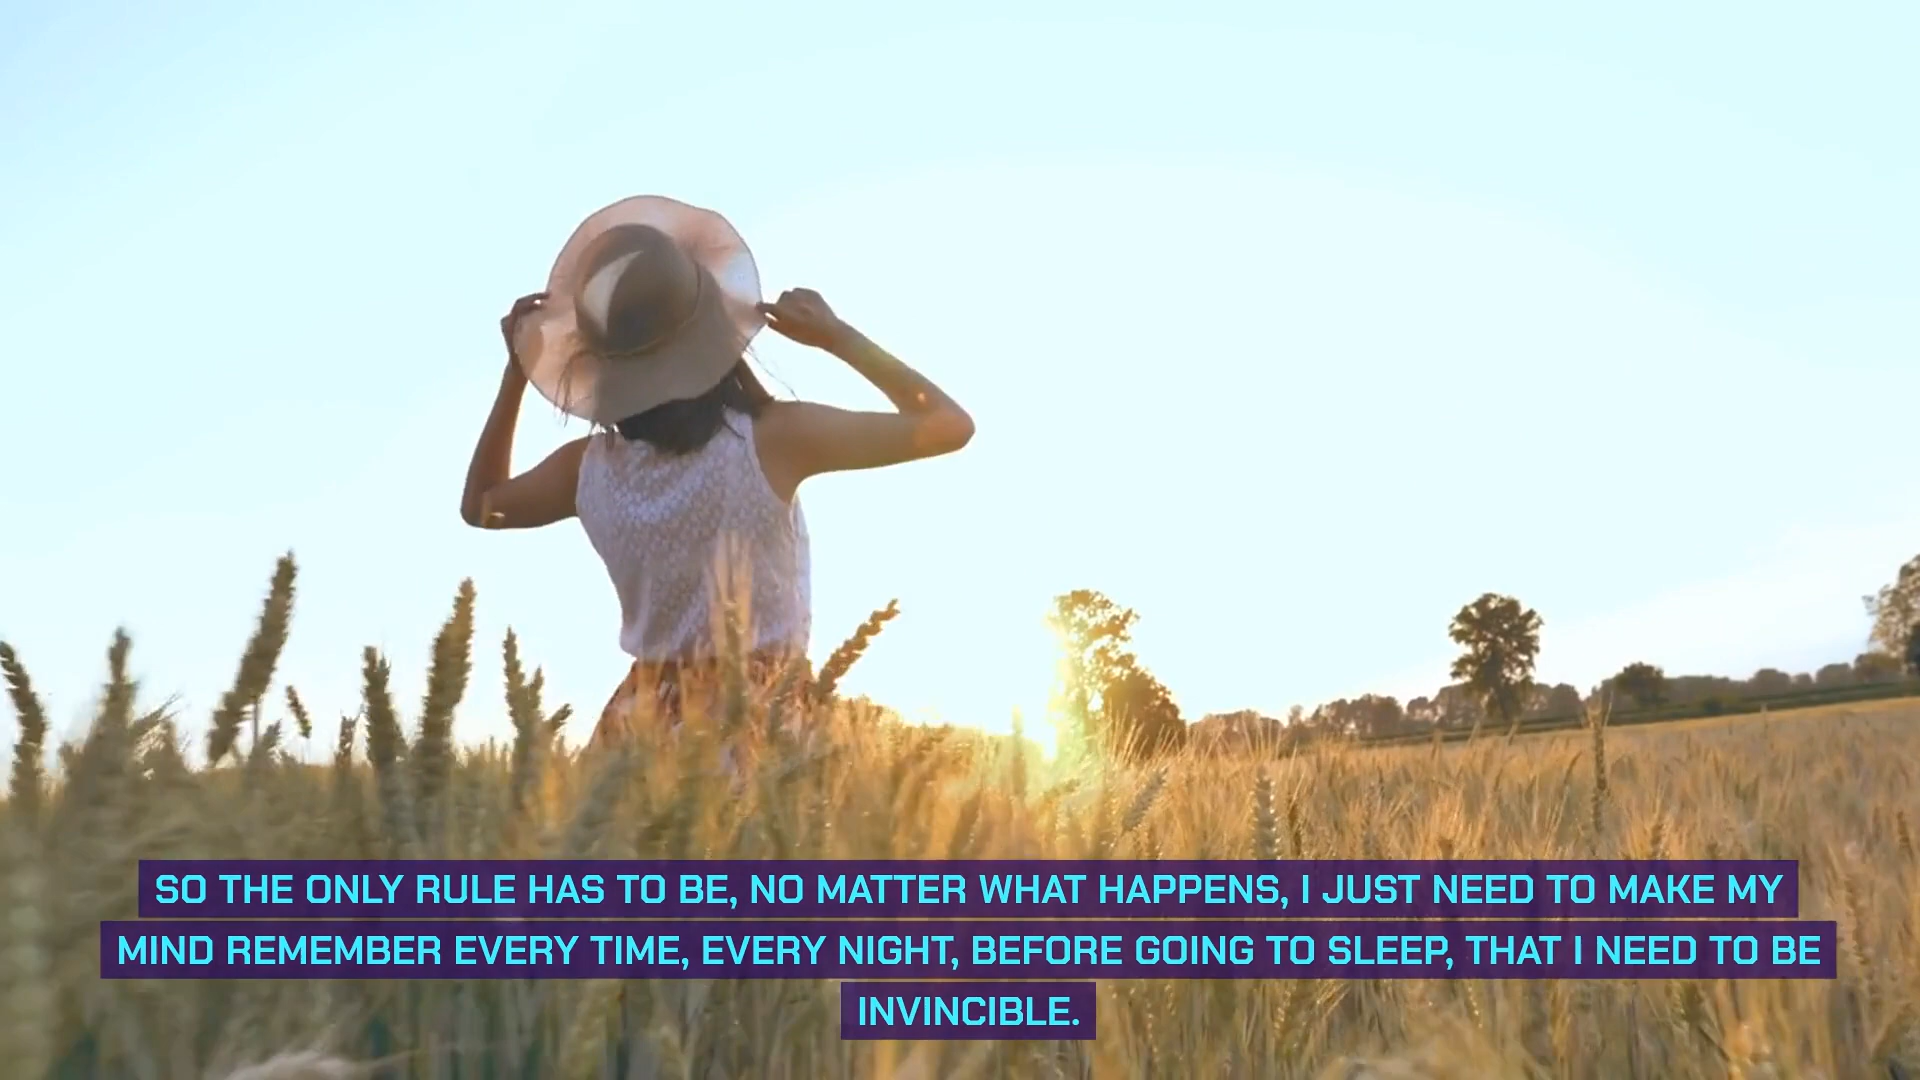 SO THE ONLY RULE HAS TO BE, NO MATTER WHAT HAPPENS, I JUST NEED TO MAKE MY
MIND REMEMBER EVERY TIME, EVERY NIGHT, BEFORE GOING TO SLEEP, THAT I NEED TO BE
INVINCIBLE.